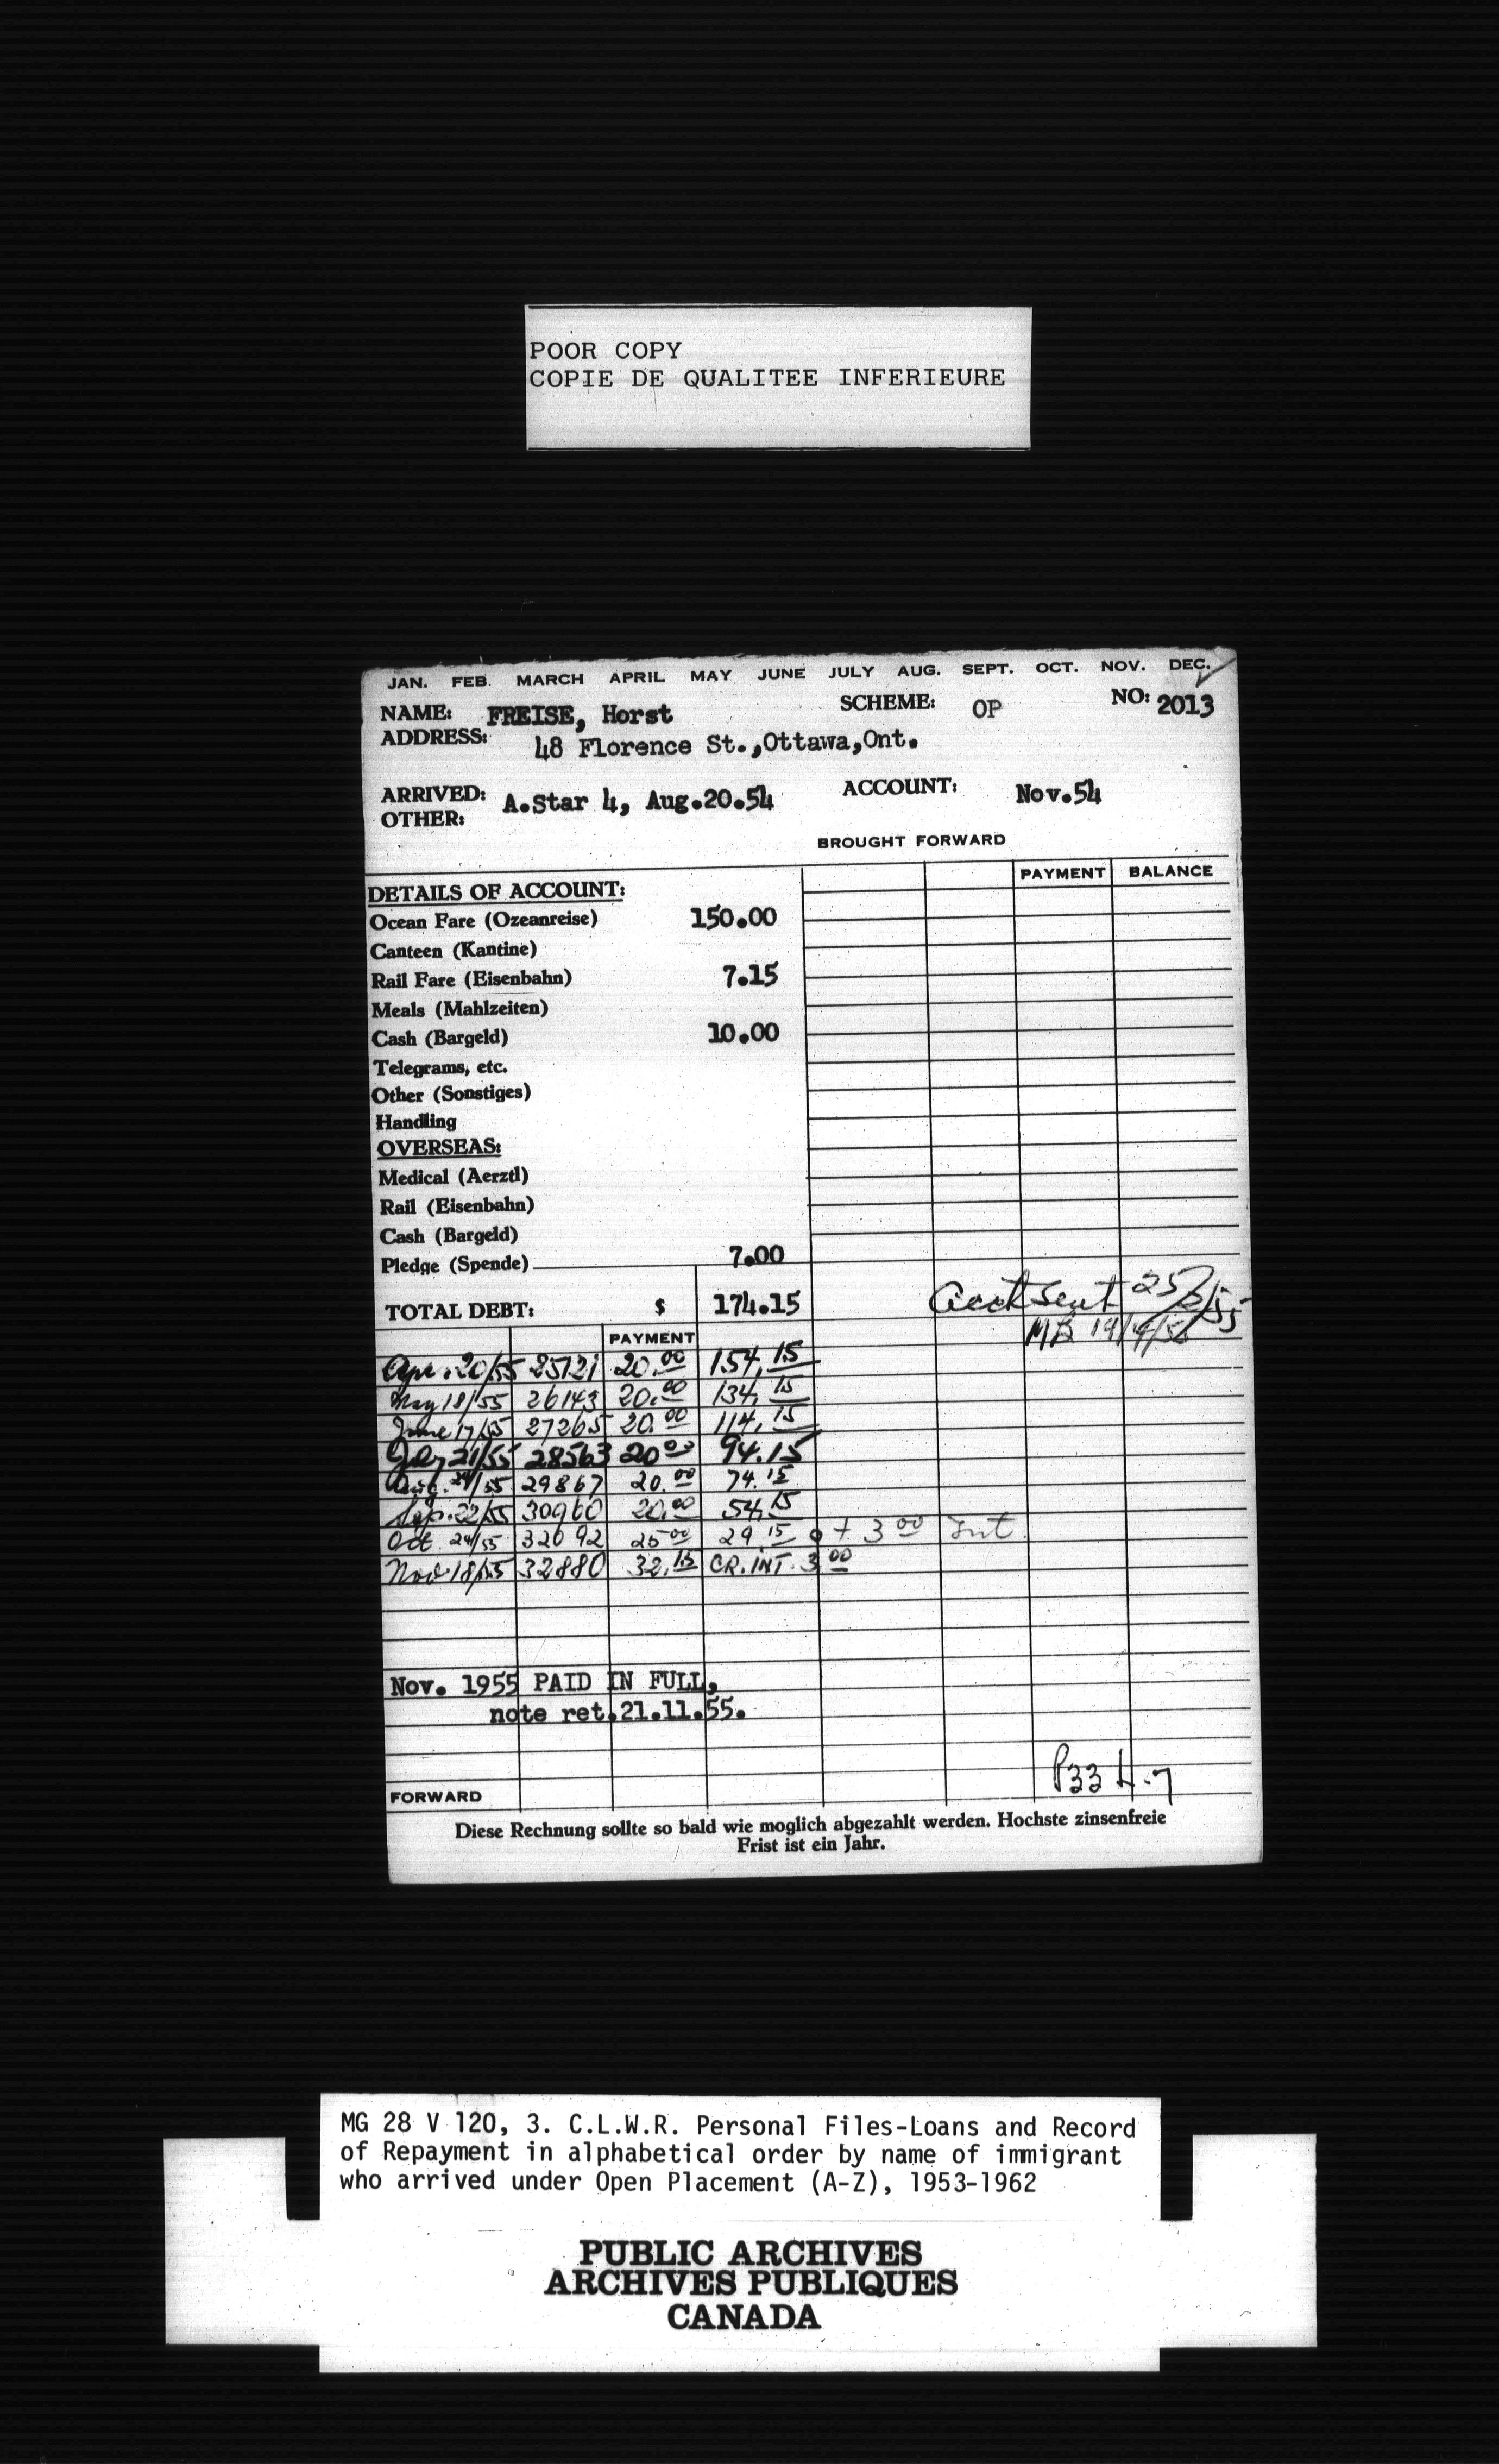 POOR COPY
COPIE DE QUALITEE INFERIEURE
JAN. FEB. MARCH APRIL MAY JUNE JULY AUG. SEPT. OCT. NOV. DEC.
NAME: FREISE, Horst SCHEME: OP NO: 2013
ADDRESS: 48 Florence St.,Ottawa,Ont.
ARRIVED: A.Star 4, Aug.20.54 ACCOUNT: Nov.54
OTHER:
BROUGHT FORWARD
PAYMENT BALANCE
DETAILS OF ACCOUNT:
Ocean Fare (Ozeanreise) 150.00
Canteen (Kantine)
Rail Fare (Eisenbahn) 7.15
Meals (Mahlzeiten)
Cash (Bargeld) 10.00
Telegrams, etc.
Other (Sonstiges)
Handling
OVERSEAS:
Medical (Aerztl)
Rail (Eisenbahn)
Cash (Bargeld)
Pledge (Spende) 7.00
TOTAL DEBT: $ 174.15
Acct sent
PAYMENT
Apr. 20/55 25121 20.00 154.15
May 18/55 26143 20.00 134.15
June 17/55 27265 20.00 114.15
July 21/55 28563 20.00 94.15
Aug. 24/55 29867 20.00 74.15
Sep. 22/55 30960 20.00 54.15
Oct 24/55 32092 25.00 29.15 + 3.00 Int.
Nov 18/55 32880 32.15 CR. INT. 3.00
Nov. 1955 PAID IN FULL,
note ret.21.11.55.
P33 4.7
FORWARD
Diese Rechnung sollte so bald wie moglich abgezahlt werden. Hochste zinsenfreie
Frist ist ein Jahr.
MG 28 V 120, 3. C.L.W.R. Personal Files-Loans and Record
of Repayment in alphabetical order by name of immigrant
who arrived under Open Placement (A-Z), 1953-1962
PUBLIC ARCHIVES
ARCHIVES PUBLIQUES
CANADA